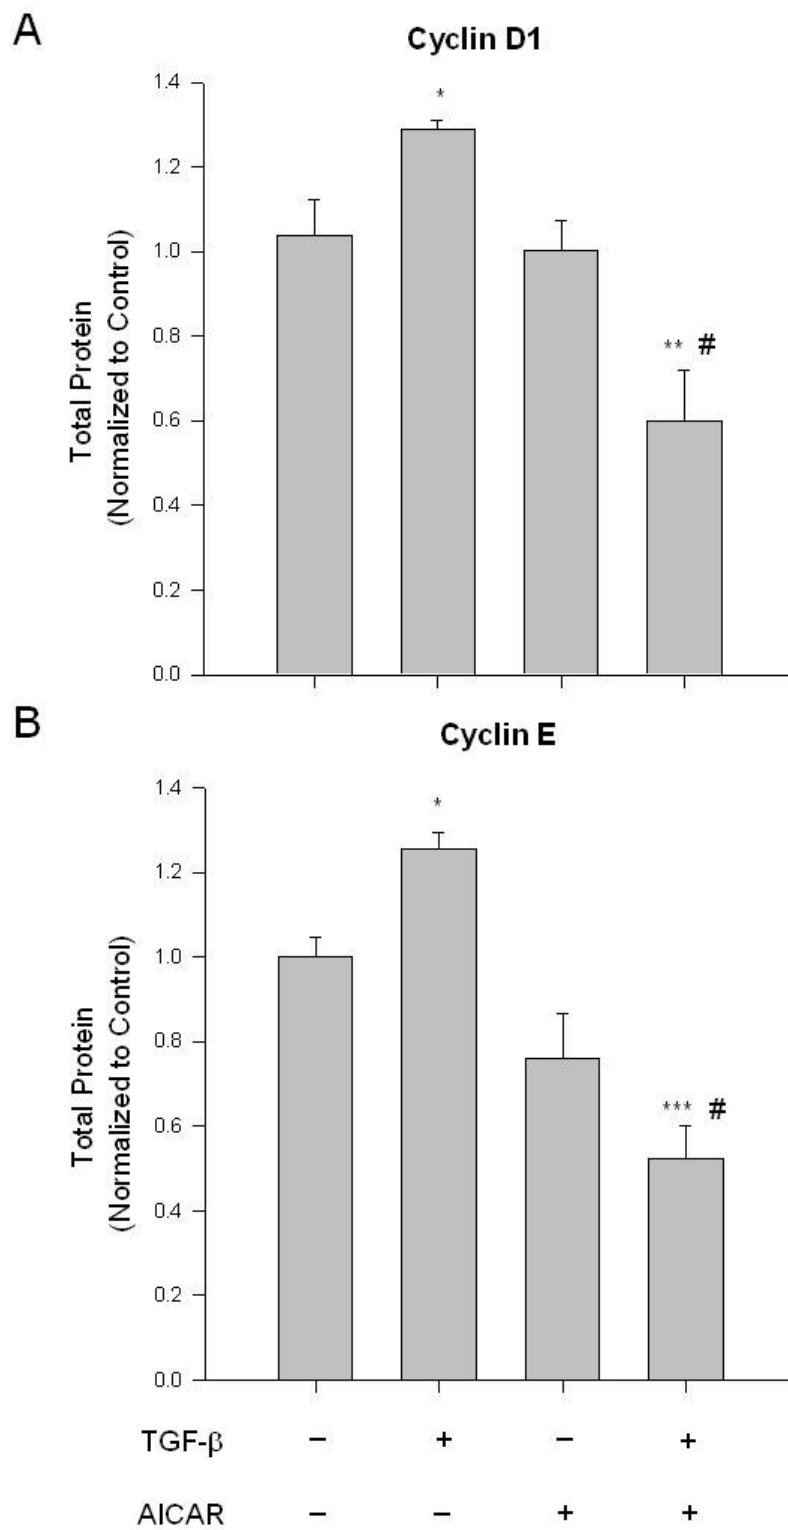 A
Cyclin D1
Total Protein
(Normalized to Control)
1.4
1.2
1.0
0.8
0.6
0.4
0.2
0.0
*
** #
B
Cyclin E
Total Protein
(Normalized to Control)
1.4
1.2
1.0
0.8
0.6
0.4
0.2
0.0
*
*** #
TGF-β – + – +
AICAR – – + +